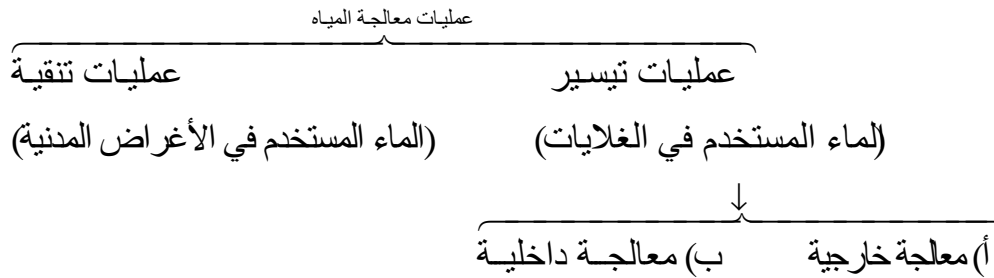 عمليات معالجة المياه
عمليات تيسير عمليات تنقية
(الماء المستخدم في الغلايات) (الماء المستخدم في الأغراض المدنية)
↓
أ) معالجة خارجية ب) معالجة داخلية